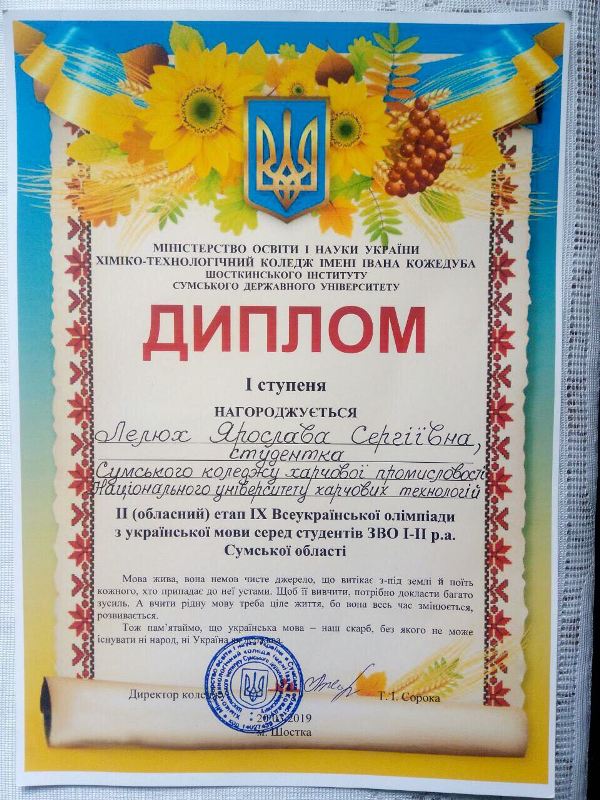 МІНІСТЕРСТВО ОСВІТИ І НАУКИ УКРАЇНИ
ХІМІКО-ТЕХНОЛОГІЧНИЙ КОЛЕДЖ ІМЕНІ ІВАНА КОЖЕДУБА
ШОСТКИНСЬКОГО ІНСТИТУТУ
СУМСЬКОГО ДЕРЖАВНОГО УНІВЕРСИТЕТУ
ДИПЛОМ
І ступеня
НАГОРОДЖУЄТЬСЯ
Лелюх Ярослава Сергіївна,
студентка
Сумського коледжу харчової промисловості
Національного університету харчових технологій
ІІ (обласний) етап ІХ Всеукраїнської олімпіади
з української мови серед студентів ЗВО І-ІІ р.а.
Сумської області
Мова жива, вона немов чисте джерело, що витікає з-під землі й поїть
кожного, хто припадає до неї устами. Щоб її вивчити, потрібно докласти багато
зусиль. А вчити рідну мову треба ціле життя, бо вона весь час змінюється,
розвивається.
Тож пам'ятаймо, що українська мова – наш скарб, без якого не може
існувати ні народ, ні Україна як держава.
Директор коледжу Т. І. Сорока
2019
м. Шостка